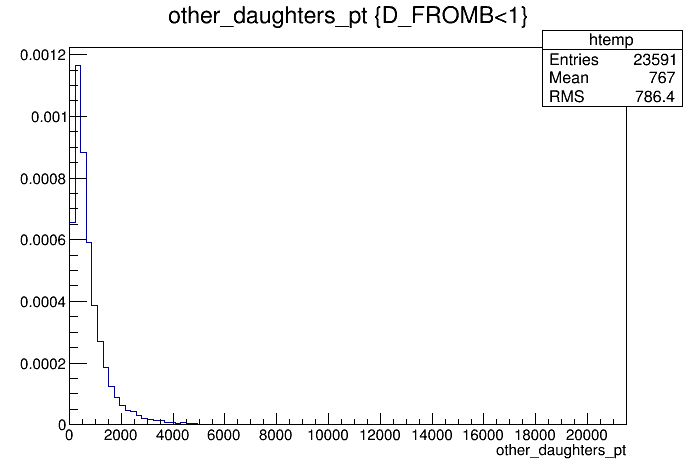 other_daughters_pt {D_FROMB<1}
htemp
Entries 23591
Mean 767
RMS 786.4
0.0012
0.001
0.0008
0.0006
0.0004
0.0002
0
0 2000 4000 6000 8000 10000 12000 14000 16000 18000 20000
other_daughters_pt